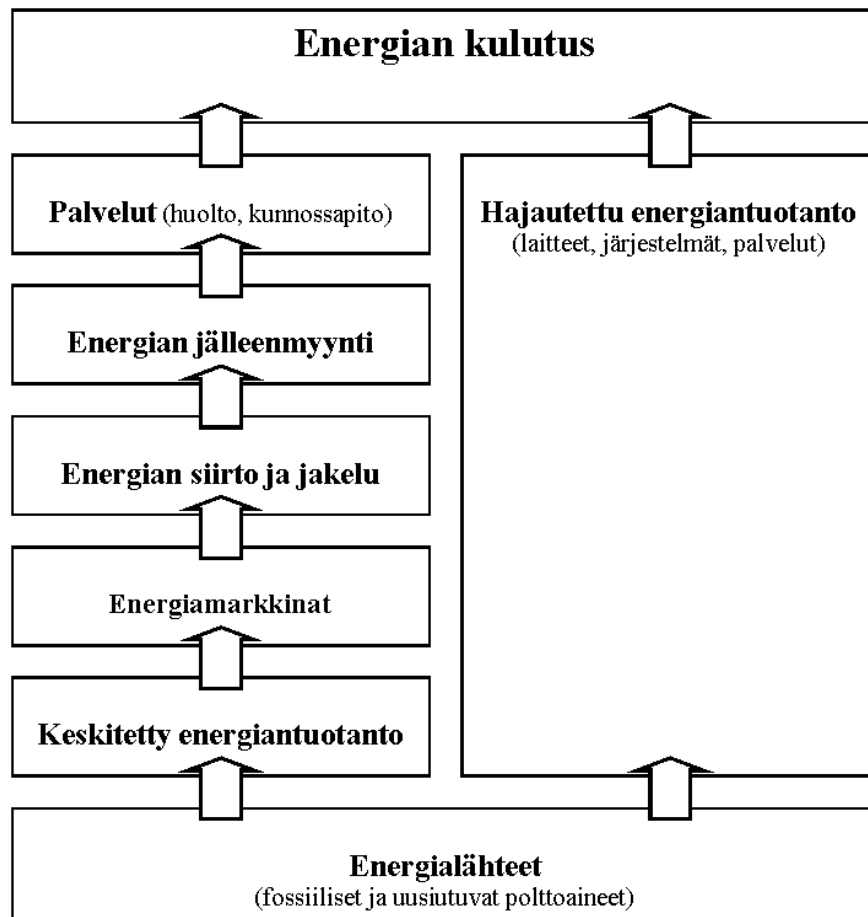 Energian kulutus
Palvelut (huolto, kunnossapito)
Hajautettu energiantuotanto
(laitteet, järjestelmät, palvelut)
Energian jälleenmyynti
Energian siirto ja jakelu
Energiamarkkinat
Keskitetty energiantuotanto
Energialähteet
(fossiiliset ja uusiutuvat polttoaineet)